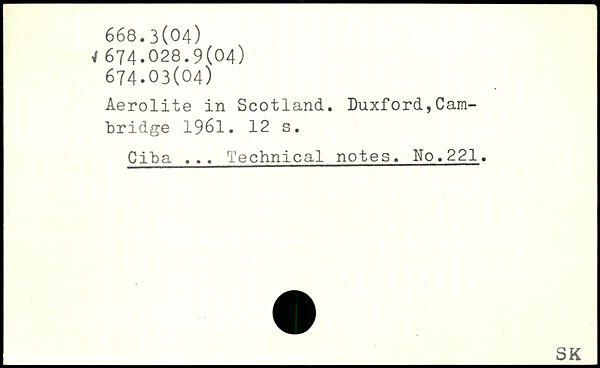 668.3(04)
√ 674.028.9(04)
674.03(04)
Aerolite in Scotland. Duxford,Cam-
bridge 1961. 12 s.
Ciba ... Technical notes. No.221.
SK